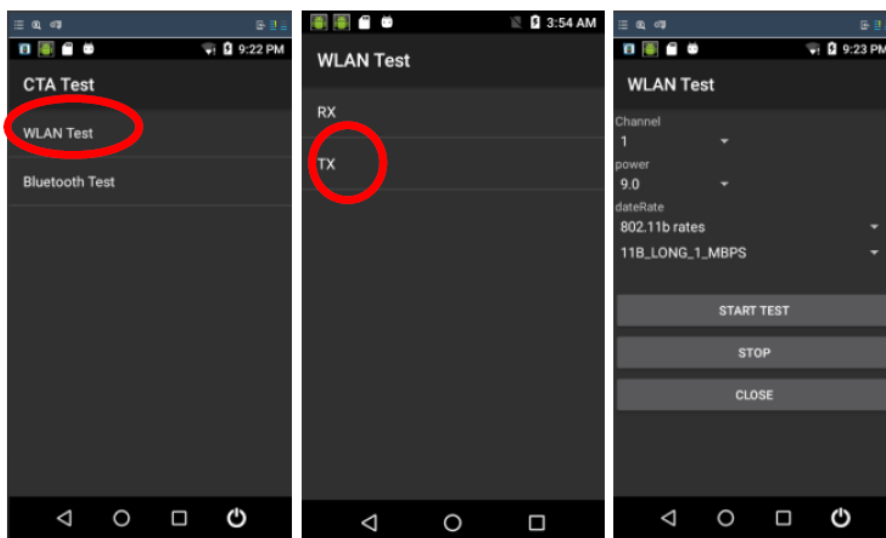 9:22 PM
CTA Test
WLAN Test
Bluetooth Test
3:54 AM
WLAN Test
RX
TX
9:23 PM
WLAN Test
Channel
1
power
9.0
dateRate
802.11b rates
11B_LONG_1_MBPS
START TEST
STOP
CLOSE